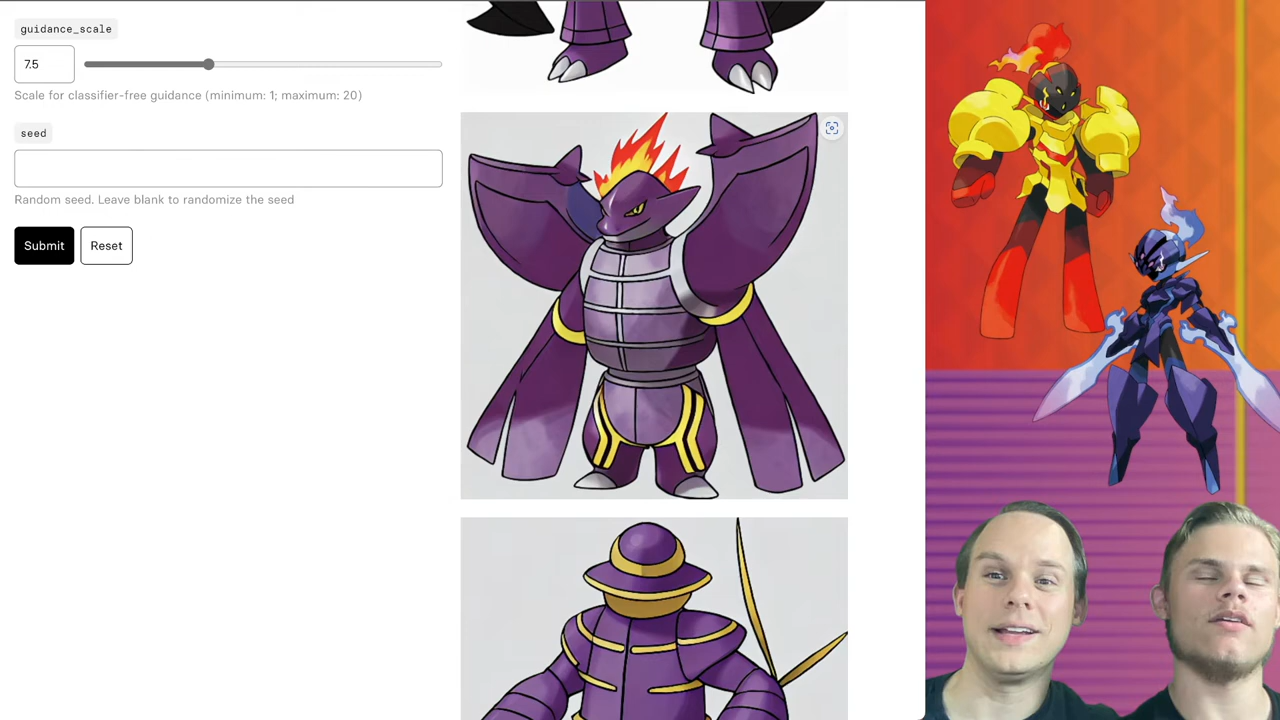 guidance_scale
7.5
Scale for classifier-free guidance (minimum: 1; maximum: 20)
seed
Random seed. Leave blank to randomize the seed
Submit
Reset